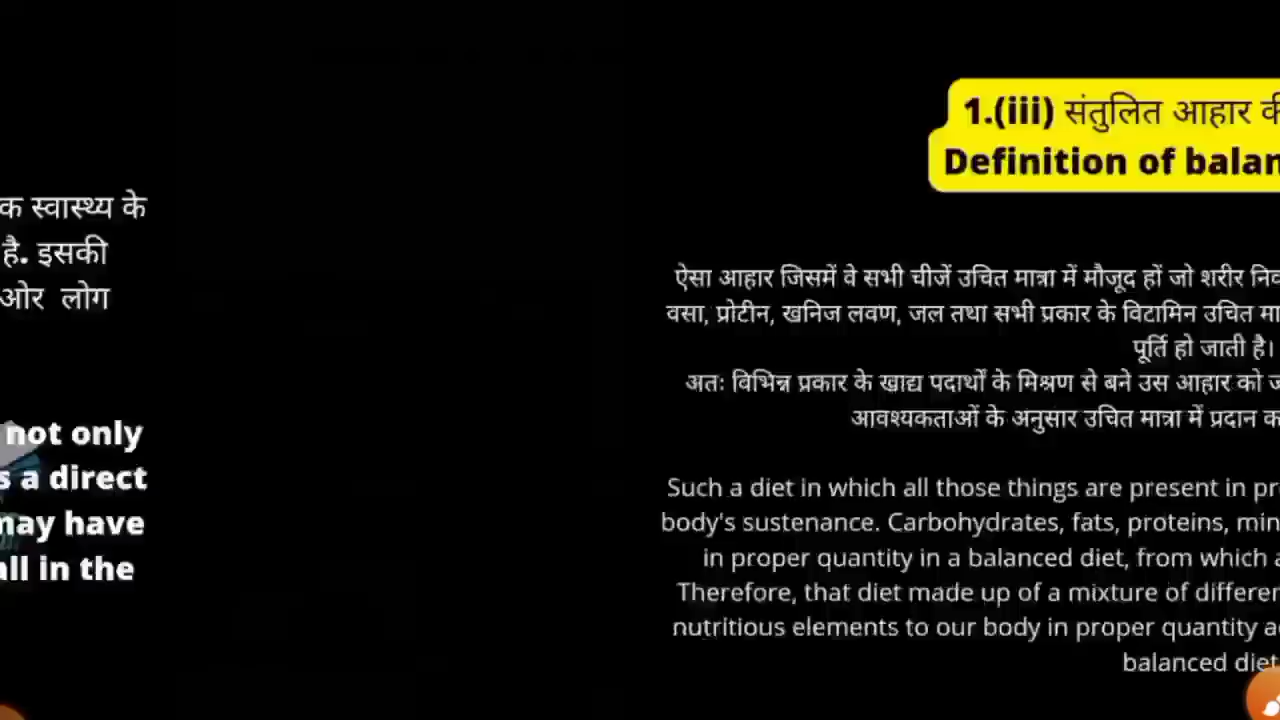 क स्वास्थ्य के
है. इसकी
ओर लोग
not only
s a direct
may have
all in the
1.(iii) संतुलित आहार की
Definition of balan
ऐसा आहार जिसमें वे सभी चीजें उचित मात्रा में मौजूद हों जो शरीर
वसा, प्रोटीन, खनिज लवण, जल तथा सभी प्रकार के विटामिन उचित मा
पूर्ति हो जाती है।
अतः विभिन्न प्रकार के खाद्य पदार्थों के मिश्रण से बने उस आहार को
आवश्यकताओं के अनुसार उचित मात्रा में प्रदान क
Such a diet in which all those things are present in pr
body's sustenance. Carbohydrates, fats, proteins, min
in proper quantity in a balanced diet, from which a
Therefore, that diet made up of a mixture of differen
nutritious elements to our body in proper quantity a
balanced diet